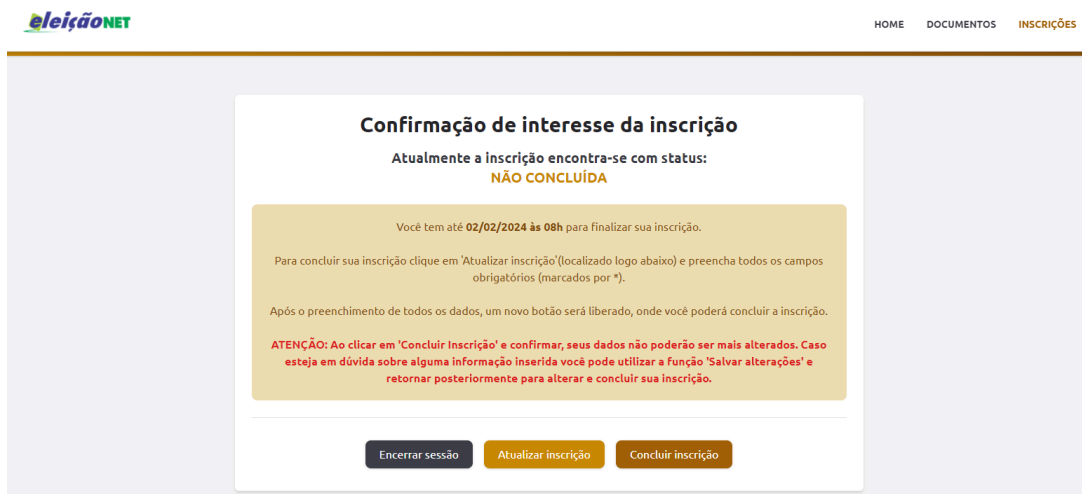 eleiçãoNET
HOME DOCUMENTOS INSCRIÇÕES
Confirmação de interesse da inscrição
Atualmente a inscrição encontra-se com status:
NÃO CONCLUÍDA
Você tem até 02/02/2024 às 08h para finalizar sua inscrição.
Para concluir sua inscrição clique em 'Atualizar inscrição'(localizado logo abaixo) e preencha todos os campos
obrigatórios (marcados por *).
Após o preenchimento de todos os dados, um novo botão será liberado, onde você poderá concluir a inscrição.
ATENÇÃO: Ao clicar em 'Concluir Inscrição' e confirmar, seus dados não poderão ser mais alterados. Caso
esteja em dúvida sobre alguma informação inserida você pode utilizar a função 'Salvar alterações' e
retornar posteriormente para alterar e concluir sua inscrição.
Encerrar sessão Atualizar inscrição Concluir inscrição